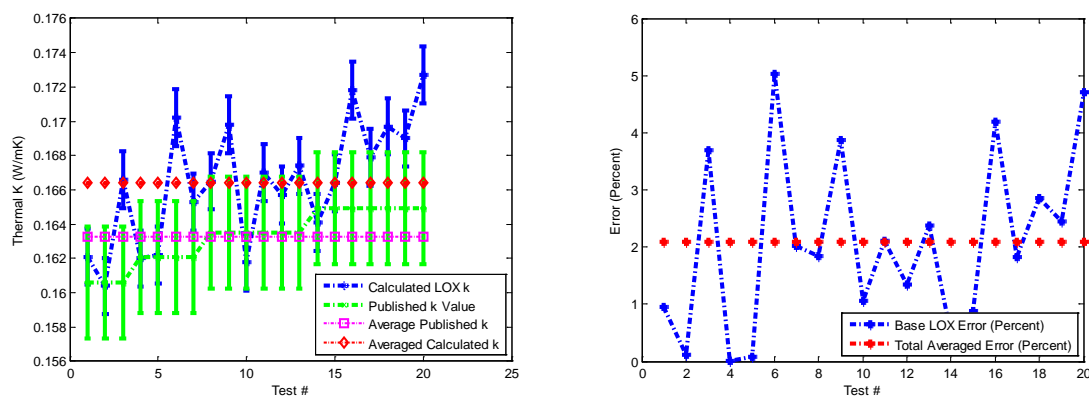 0.176
0.174
0.172
0.17
0.168
0.166
0.164
0.162
0.16
0.158
0.156
Thermal K (W/mK)
0 5 10 15 20 25
Test #
Calculated LOX k
Published k Value
Average Published k
Averaged Calculated k
6
5
4
3
2
1
0
Error (Percent)
0 2 4 6 8 10 12 14 16 18 20
Test #
Base LOX Error (Percent)
Total Averaged Error (Percent)